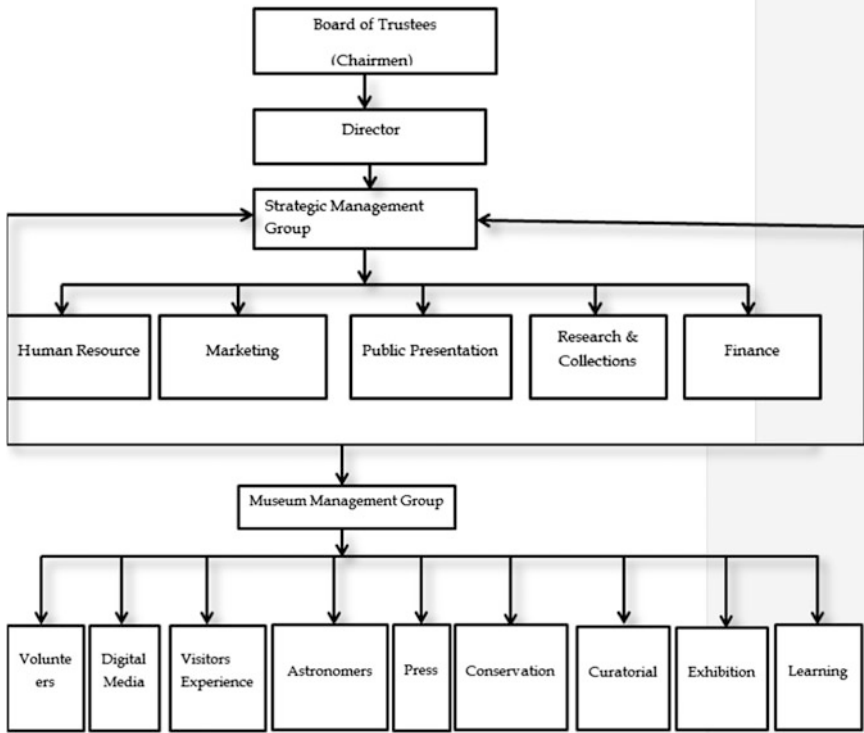 Board of Trustees
(Chairmen)
Director
Strategic Management
Group
Human Resource
Marketing
Public Presentation
Research &
Collections
Finance
Museum Management Group
Volunte
ers
Digital
Media
Visitors
Experience
Astronomers
Press
Conservation
Curatorial
Exhibition
Learning